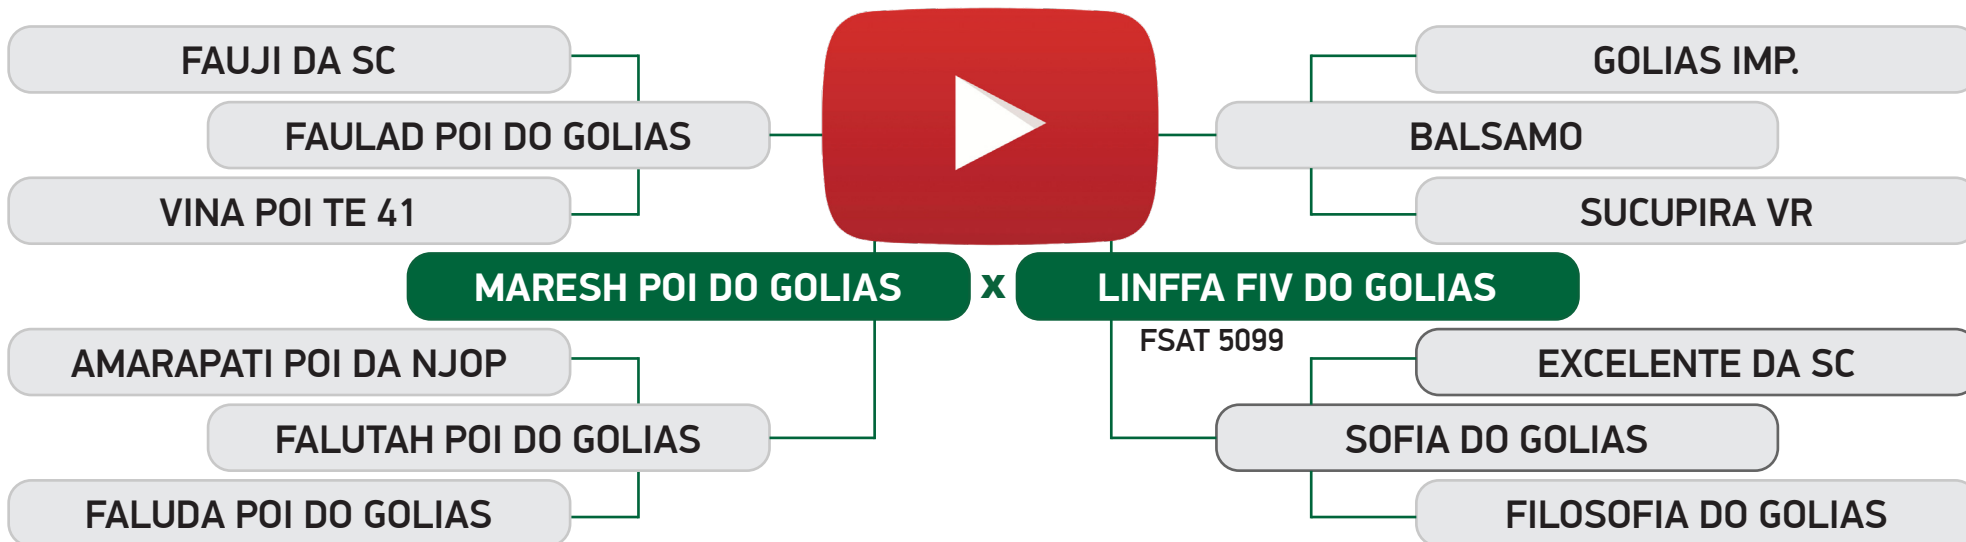 FAUJI DA SC
GOLIAS IMP.
FAULAD POI DO GOLIAS
BALSAMO
VINA POI TE 41
SUCUPIRA VR
MARESH POI DO GOLIAS x LINFFA FIV DO GOLIAS
FSAT 5099
AMARAPATI POI DA NJOP
EXCELENTE DA SC
FALUTAH POI DO GOLIAS
SOFIA DO GOLIAS
FALUDA POI DO GOLIAS
FILOSOFIA DO GOLIAS